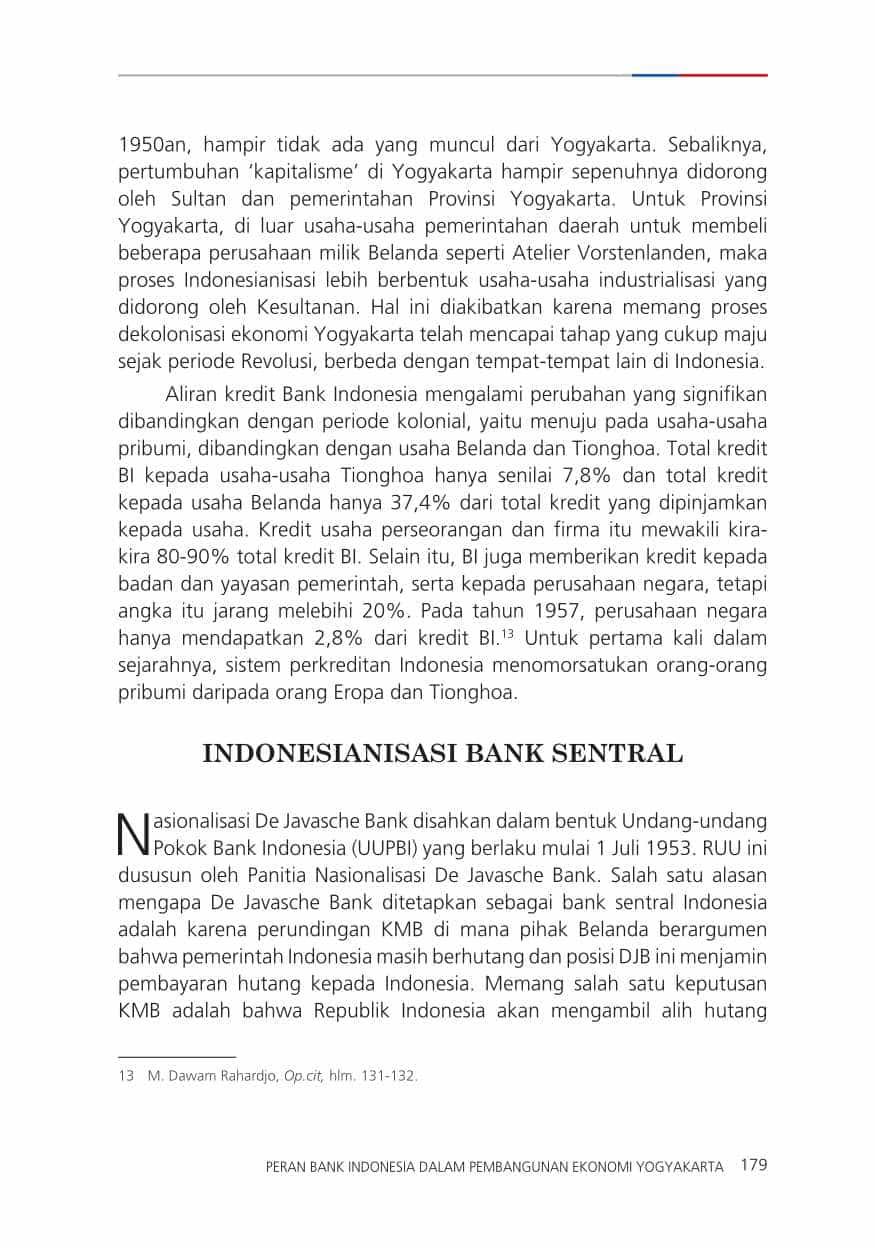 1950an, hampir tidak ada yang muncul dari Yogyakarta. Sebaliknya,
pertumbuhan ‘kapitalisme’ di Yogyakarta hampir sepenuhnya didorong
oleh Sultan dan pemerintahan Provinsi Yogyakarta. Untuk Provinsi
Yogyakarta, di luar usaha-usaha pemerintahan daerah untuk membeli
beberapa perusahaan milik Belanda seperti Atelier Vorstenlanden, maka
proses Indonesianisasi lebih berbentuk usaha-usaha industrialisasi yang
didorong oleh Kesultanan. Hal ini diakibatkan karena memang proses
dekolonisasi ekonomi Yogyakarta telah mencapai tahap yang cukup maju
sejak periode Revolusi, berbeda dengan tempat-tempat lain di Indonesia.
Aliran kredit Bank Indonesia mengalami perubahan yang signifikan
dibandingkan dengan periode kolonial, yaitu menuju pada usaha-usaha
pribumi, dibandingkan dengan usaha Belanda dan Tionghoa. Total kredit
BI kepada usaha-usaha Tionghoa hanya senilai 7,8% dan total kredit
kepada usaha Belanda hanya 37,4% dari total kredit yang dipinjamkan
kepada usaha. Kredit usaha perseorangan dan firma itu mewakili kira-
kira 80-90% total kredit BI. Selain itu, BI juga memberikan kredit kepada
badan dan yayasan pemerintah, serta kepada perusahaan negara, tetapi
angka itu jarang melebihi 20%. Pada tahun 1957, perusahaan negara
hanya mendapatkan 2,8% dari kredit BI.13 Untuk pertama kali dalam
sejarahnya, sistem perkreditan Indonesia menomorsatukan orang-orang
pribumi daripada orang Eropa dan Tionghoa.
INDONESIANISASI BANK SENTRAL
Nasionalisasi De Javasche Bank disahkan dalam bentuk Undang-undang
Pokok Bank Indonesia (UUPBI) yang berlaku mulai 1 Juli 1953. RUU ini
dususun oleh Panitia Nasionalisasi De Javasche Bank. Salah satu alasan
mengapa De Javasche Bank ditetapkan sebagai bank sentral Indonesia
adalah karena perundingan KMB di mana pihak Belanda berargumen
bahwa pemerintah Indonesia masih berhutang dan posisi DJB ini menjamin
pembayaran hutang kepada Indonesia. Memang salah satu keputusan
KMB adalah bahwa Republik Indonesia akan mengambil alih hutang
13 M. Dawam Rahardjo, Op.cit, hlm. 131-132.
PERAN BANK INDONESIA DALAM PEMBANGUNAN EKONOMI YOGYAKARTA 179